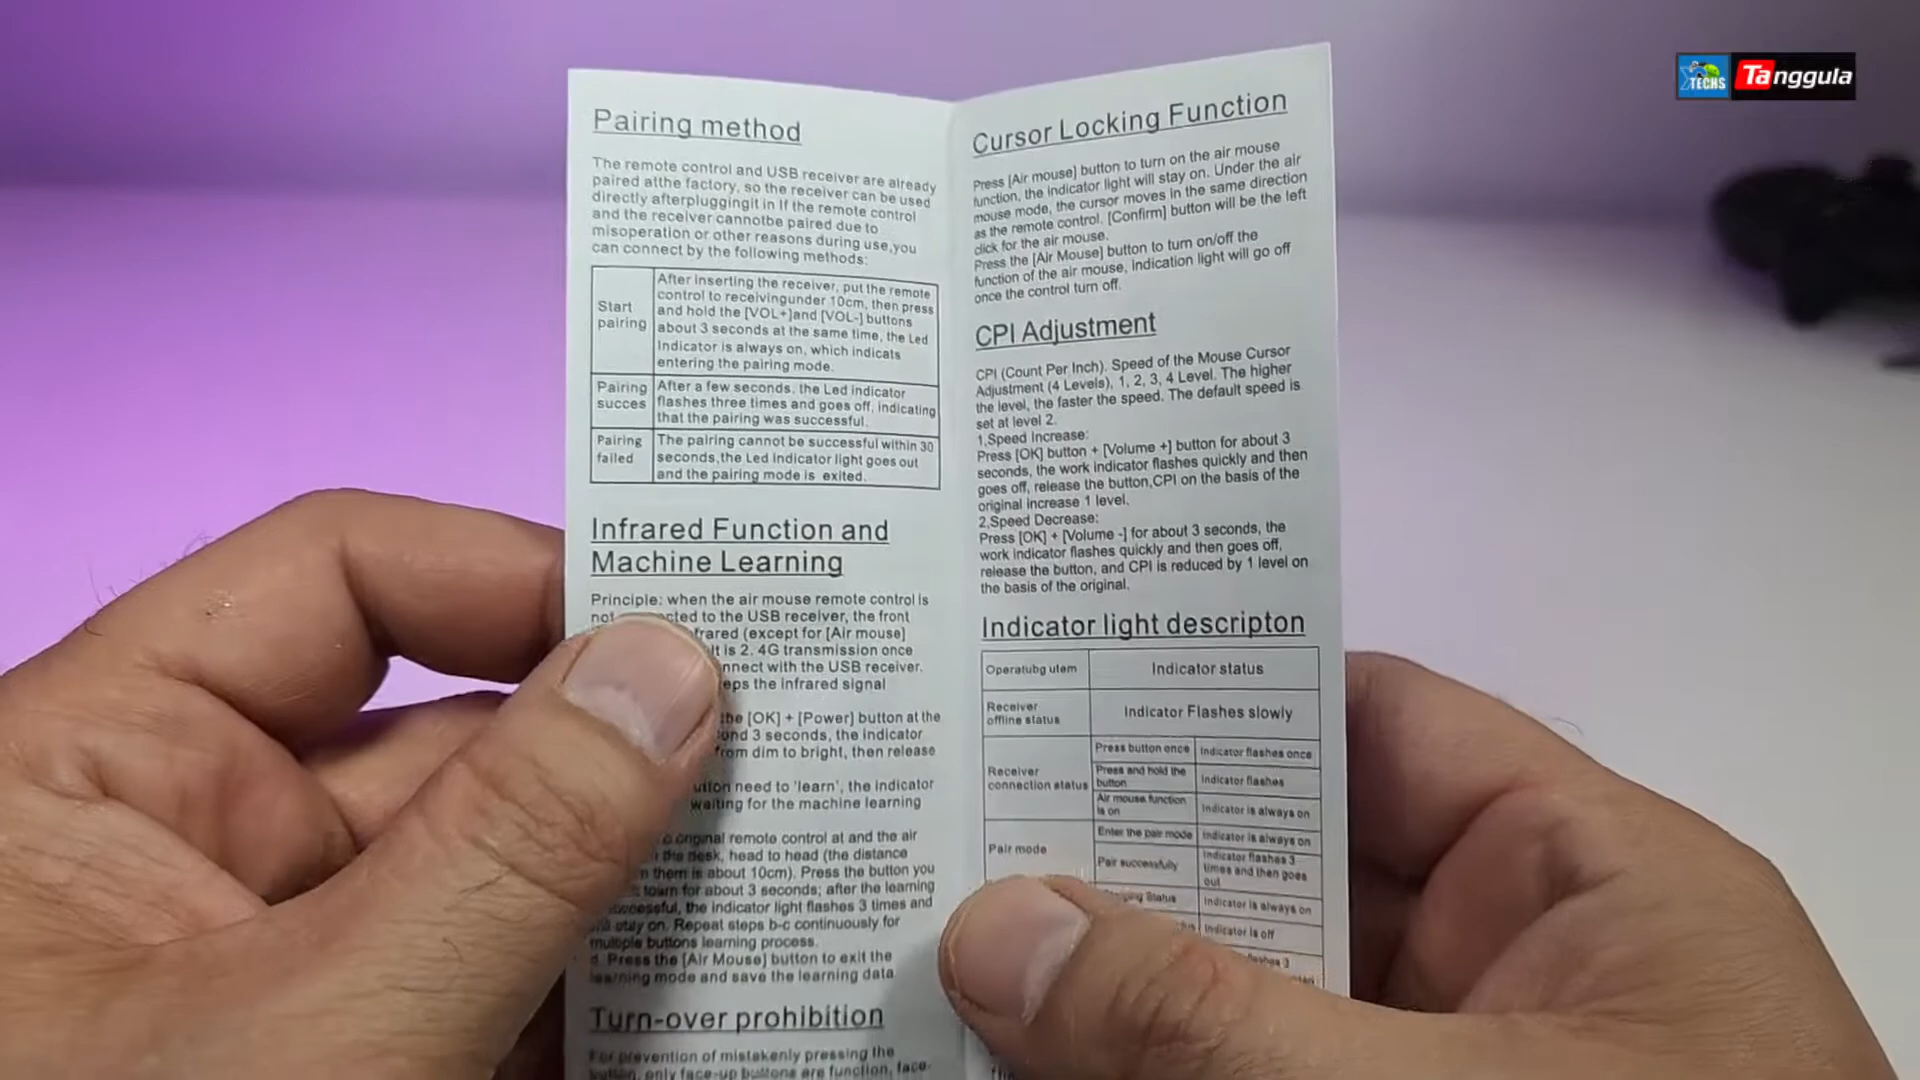 TECHS
Tanggula
Pairing method
The remote control and USB receiver are already
paired atthe factory, so the receiver can be used
directly afterpluggingit in If the remote control
and the receiver cannotbe paired due to
misoperation or other reasons during use,you
can connect by the following methods:
Start
pairing
After inserting the receiver, put the remote
control to receivingunder 10cm, then press
and hold the [VOL+]and [VOL-] buttons
about 3 seconds at the same time, the Led
Indicator is always on, which indicats
entering the pairing mode.
Pairing
succes
After a few seconds, the Led indicator
flashes three times and goes off, indicating
that the pairing was successful.
Pairing
failed
The pairing cannot be successful within 30
seconds,the Led Indicator light goes out
and the pairing mode is exited.
Infrared Function and
Machine Learning
Principle: when the air mouse remote control is
to the USB receiver, the front
(except for [Air mouse]
It is 2. 4G transmission once
with the USB receiver.
the infrared signal
the [OK] + [Power] button at the
3 seconds, the indicator
from dim to bright, then release
need to 'learn', the indicator
waiting for the machine learning
original remote control at and the air
the desk, head to head (the distance
them is about 10cm). Press the button you
for about 3 seconds; after the learning
the indicator light flashes 3 times and
stay on. Repeat steps b-c continuously for
multiple buttons learning process.
d. Press the [Air Mouse] button to exit the
learning mode and save the learning data.
Turn-over prohibition
For prevention of mistakenly pressing the
button, only face-up buttons are function, face-
Cursor Locking Function
Press [Air mouse] button to turn on the air mouse
function, the indicator light will stay on. Under the air
mouse mode, the cursor moves in the same direction
as the remote control. [Confirm] button will be the left
click for the air mouse.
Press the [Air Mouse] button to turn on/off the
function of the air mouse, Indication light will go off
once the control turn off.
CPI Adjustment
CPI (Count Per Inch). Speed of the Mouse Cursor
Adjustment (4 Levels), 1, 2, 3, 4 Level. The higher
the level, the faster the speed. The default speed is
set at level 2.
1,Speed Increase:
Press [OK] button + [Volume +] button for about 3
seconds, the work indicator flashes quickly and then
goes off, release the button,CPI on the basis of the
original increase 1 level.
2,Speed Decrease:
Press [OK] + [Volume -] for about 3 seconds, the
work indicator flashes quickly and then goes off,
release the button, and CPI is reduced by 1 level on
the basis of the original.
Indicator light descripton
Operatubg utem
Indicator status
Receiver
offline status
Indicator Flashes slowly
Receiver
connection status
Press button once
Indicator flashes once
Press and hold the
button
Indicator flashes
Air mouse function
is on
Indicator is always on
Pair mode
Enter the pair mode
Indicator is always on
Pair successfully
Indicator flashes 3
times and then goes
out
Status
Indicator is always on
Indicator is off
flashes 3